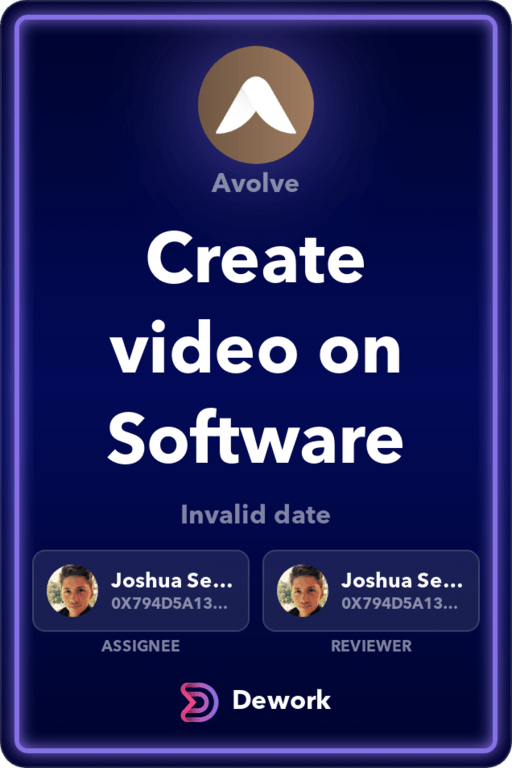 Avolve
Create
video on
Software
Invalid date
Joshua Se... Joshua Se...
0X794D5A13... 0X794D5A13...
ASSIGNEE REVIEWER
Dework